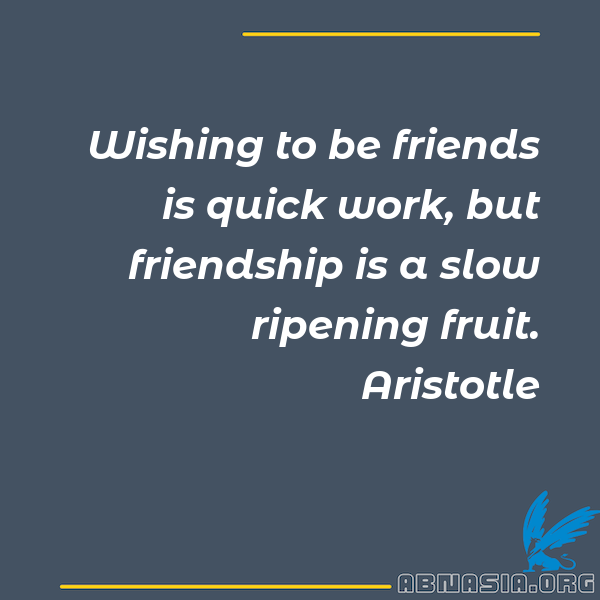 Wishing to be friends
is quick work, but
friendship is a slow
ripening fruit.
Aristotle
ABNASIA.ORG